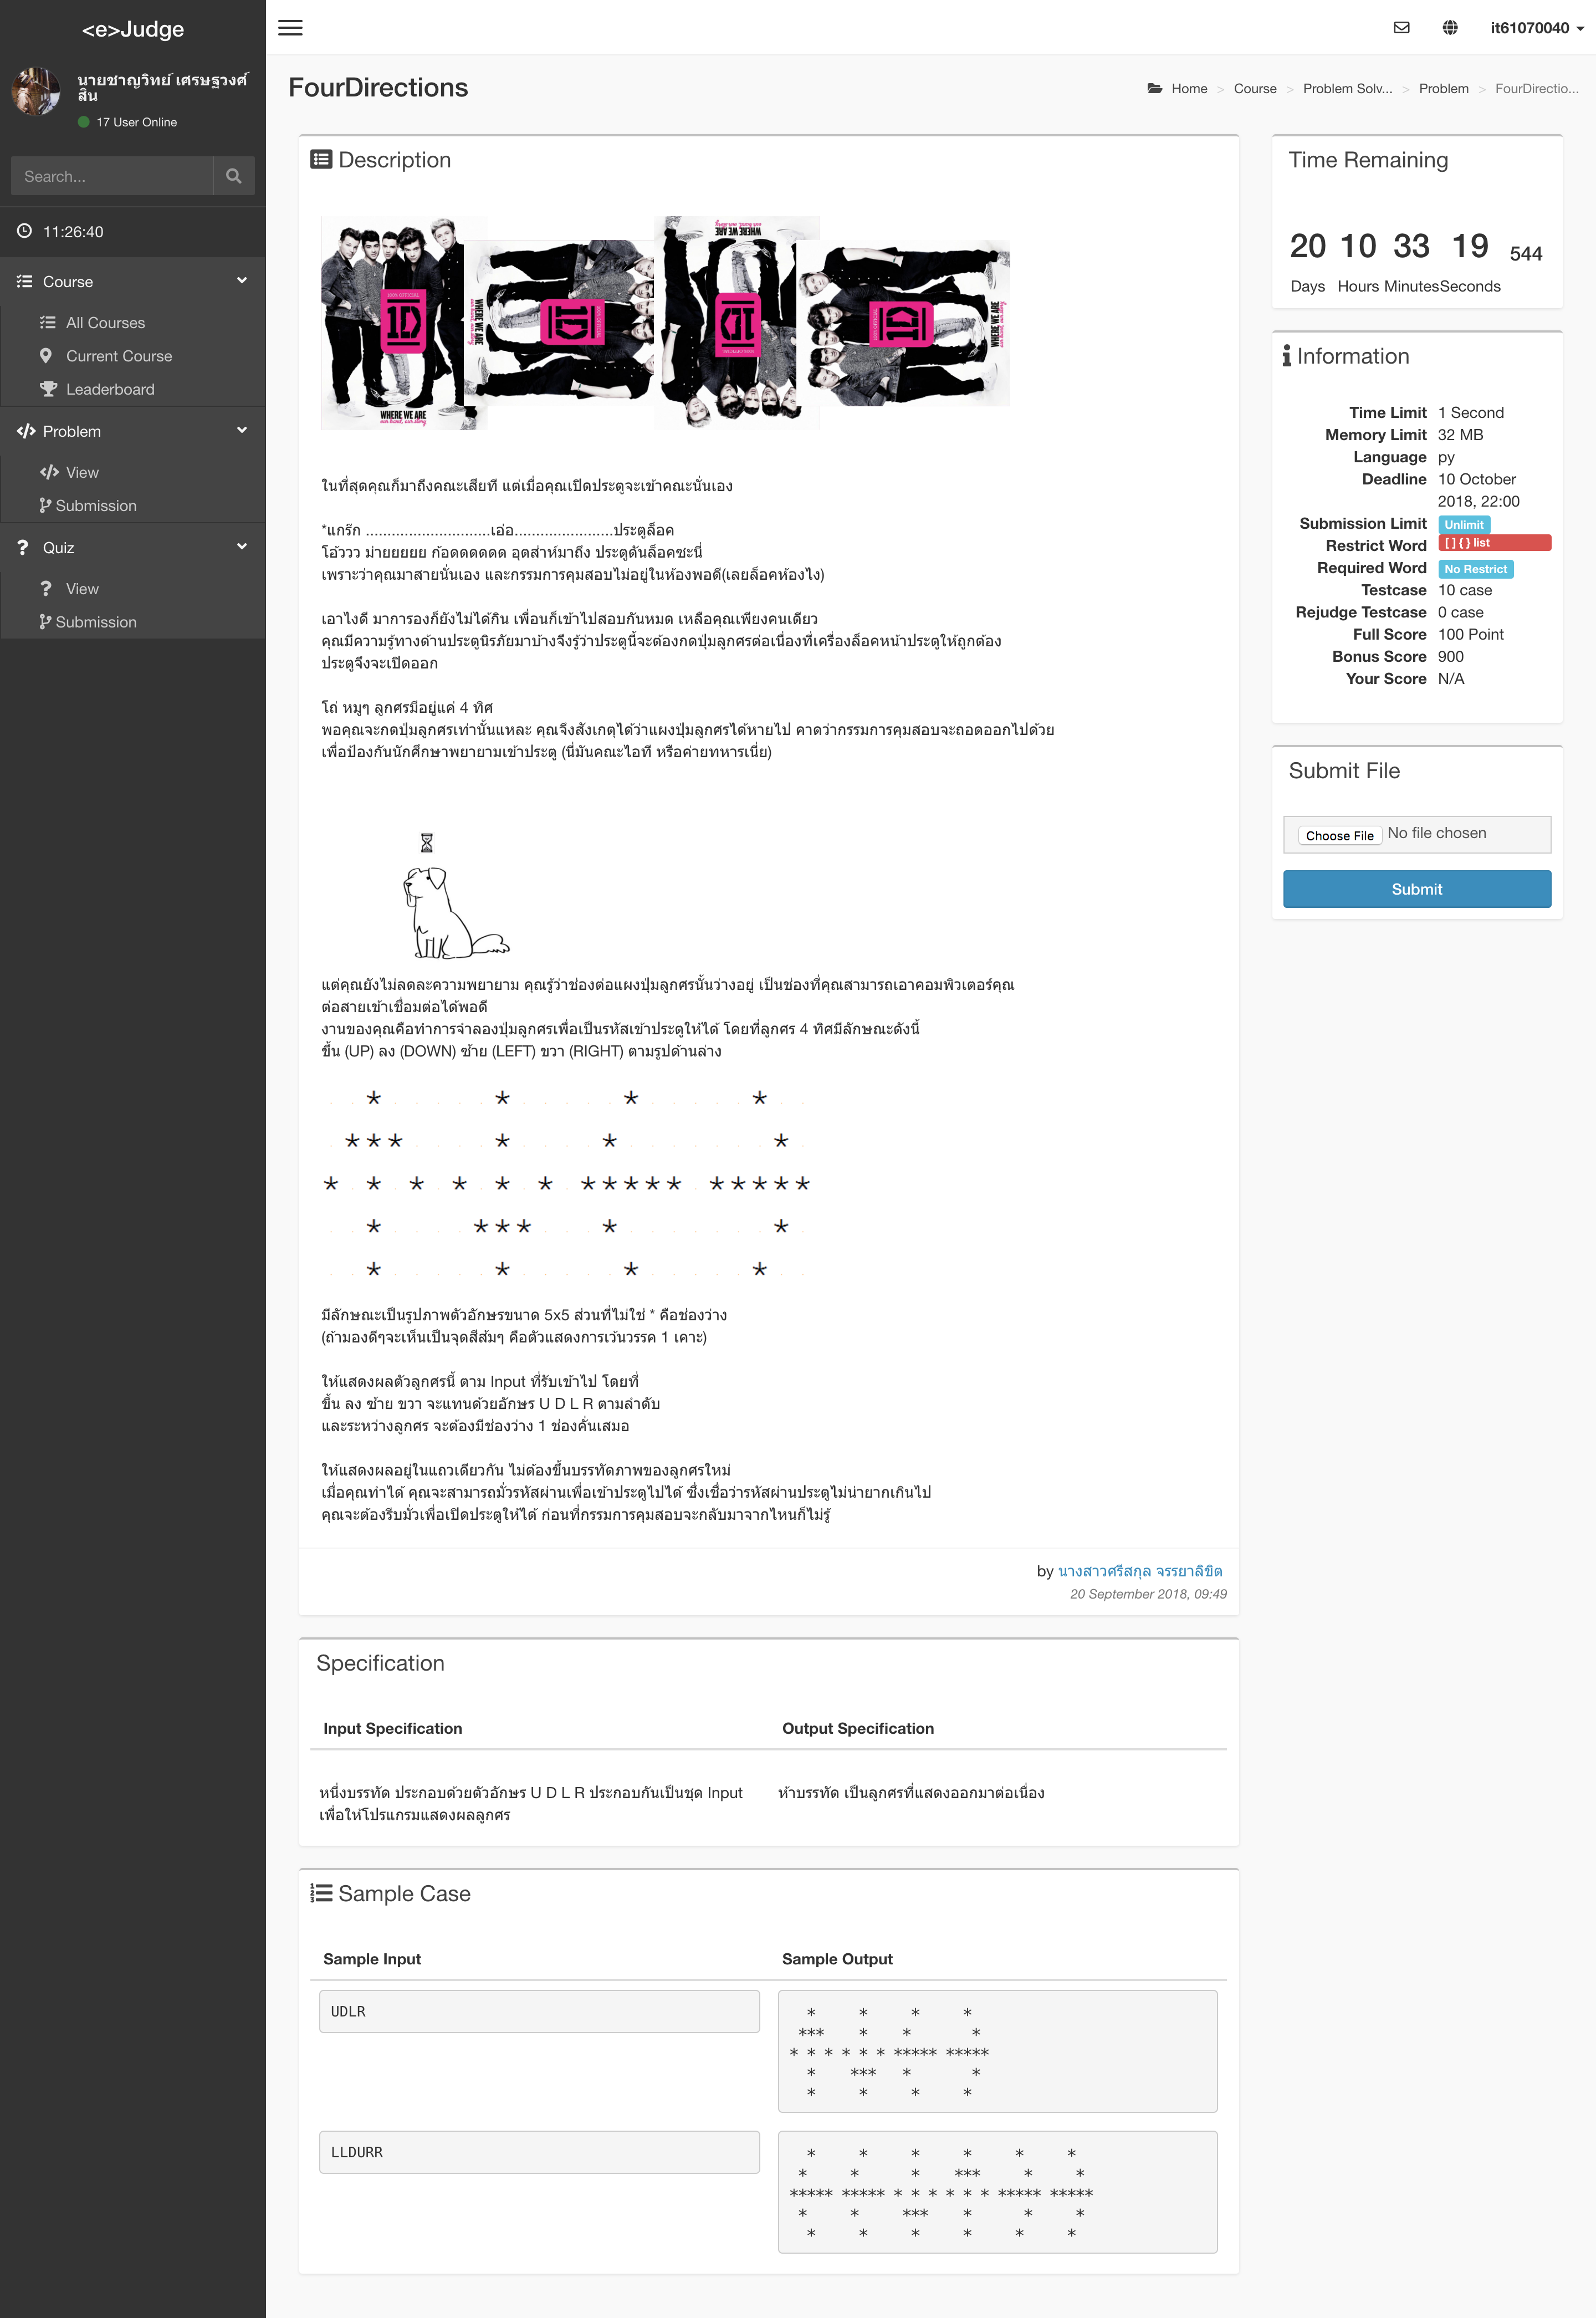 <e>Judge
it61070040
นายชาญวิทย์ เศรษฐวงศ์
สิน
17 User Online
Search...
11:26:40
Course
All Courses
Current Course
Leaderboard
Problem
View
Submission
Quiz
View
Submission
FourDirections
Home > Course > Problem Solv... > Problem > FourDirectio...
Description
100% OFFICIAL
1D
WHERE WE ARE
our band, our story
ในที่สุดคุณก็มาถึงคณะเสียที แต่เมื่อคุณเปิดประตูจะเข้าคณะนั่นเอง
*แกร๊ก .............................เอ่อ.......................ประตูล็อค
โอ้ววว ม่ายยยยย ก้อดดดดดด อุตส่าห์มาถึง ประตูดันล็อคซะนี่
เพราะว่าคุณมาสายนั่นเอง และกรรมการคุมสอบไม่อยู่ในห้องพอดี(เลยล็อคห้องไง)
เอาไงดี มาการองก็ยังไม่ได้กิน เพื่อนก็เข้าไปสอบกันหมด เหลือคุณเพียงคนเดียว
คุณมีความรู้ทางด้านประตูนิรภัยมาบ้างจึงรู้ว่าประตูนี้จะต้องกดปุ่มลูกศรต่อเนื่องที่เครื่องล็อคหน้าประตูให้ถูกต้อง
ประตูจึงจะเปิดออก
โถ่ หมูๆ ลูกศรมีอยู่แค่ 4 ทิศ
พอคุณจะกดปุ่มลูกศรเท่านั้นแหละ คุณจึงสังเกตุได้ว่าแผงปุ่มลูกศรได้หายไป คาดว่ากรรมการคุมสอบจะถอดออกไปด้วย
เพื่อป้องกันนักศึกษาพยายามเข้าประตู (นี่มันคณะไอที หรือค่ายทหารเนี่ย)
แต่คุณยังไม่ลดละความพยายาม คุณรู้ว่าช่องต่อแผงปุ่มลูกศรนั้นว่างอยู่ เป็นช่องที่คุณสามารถเอาคอมพิวเตอร์คุณ
ต่อสายเข้าเชื่อมต่อได้พอดี
งานของคุณคือทำการจำลองปุ่มลูกศรเพื่อเป็นรหัสเข้าประตูให้ได้ โดยที่ลูกศร 4 ทิศมีลักษณะดังนี้
ขึ้น (UP) ลง (DOWN) ซ้าย (LEFT) ขวา (RIGHT) ตามรูปด้านล่าง
  *     *     *     *
 ***    *    *       *
* * * * * * ***** *****
  *    ***   *       *
  *     *     *     *
มีลักษณะเป็นรูปภาพตัวอักษรขนาด 5x5 ส่วนที่ไม่ใช่ * คือช่องว่าง
(ถ้ามองดีๆจะเห็นเป็นจุดสีส้มๆ คือตัวแสดงการเว้นวรรค 1 เคาะ)
ให้แสดงผลตัวลูกศรนี้ ตาม Input ที่รับเข้าไป โดยที่
ขึ้น ลง ซ้าย ขวา จะแทนด้วยอักษร U D L R ตามลำดับ
และระหว่างลูกศร จะต้องมีช่องว่าง 1 ช่องคั่นเสมอ
ให้แสดงผลอยู่ในแถวเดียวกัน ไม่ต้องขึ้นบรรทัดภาพของลูกศรใหม่
เมื่อคุณทำได้ คุณจะสามารถมั่วรหัสผ่านเพื่อเข้าประตูไปได้ ซึ่งเชื่อว่ารหัสผ่านประตูไม่น่ายากเกินไป
คุณจะต้องรีบมั่วเพื่อเปิดประตูให้ได้ ก่อนที่กรรมการคุมสอบจะกลับมาจากไหนก็ไม่รู้
by นางสาวศรีสกุล จรรยาลิขิต
20 September 2018, 09:49
Specification
Input Specification Output Specification
หนึ่งบรรทัด ประกอบด้วยตัวอักษร U D L R ประกอบกันเป็นชุด Input
เพื่อให้โปรแกรมแสดงผลลูกศร
ห้าบรรทัด เป็นลูกศรที่แสดงออกมาต่อเนื่อง
Sample Case
Sample Input Sample Output
UDLR
  *     *     *     *
 ***    *    *       *
* * * * * * ***** *****
  *    ***   *       *
  *     *     *     *
LLDURR
  *     *     *     *     *     *
 *     *      *    ***     *     *
***** ***** * * * * * * ***** *****
 *     *     ***    *      *     *
  *     *     *     *     *     *
Time Remaining
20 10 33 19 544
Days Hours Minutes Seconds
Information
Time Limit 1 Second
Memory Limit 32 MB
Language py
Deadline 10 October
2018, 22:00
Submission Limit Unlimit
Restrict Word [ ] { } list
Required Word No Restrict
Testcase 10 case
Rejudge Testcase 0 case
Full Score 100 Point
Bonus Score 900
Your Score N/A
Submit File
Choose File No file chosen
Submit